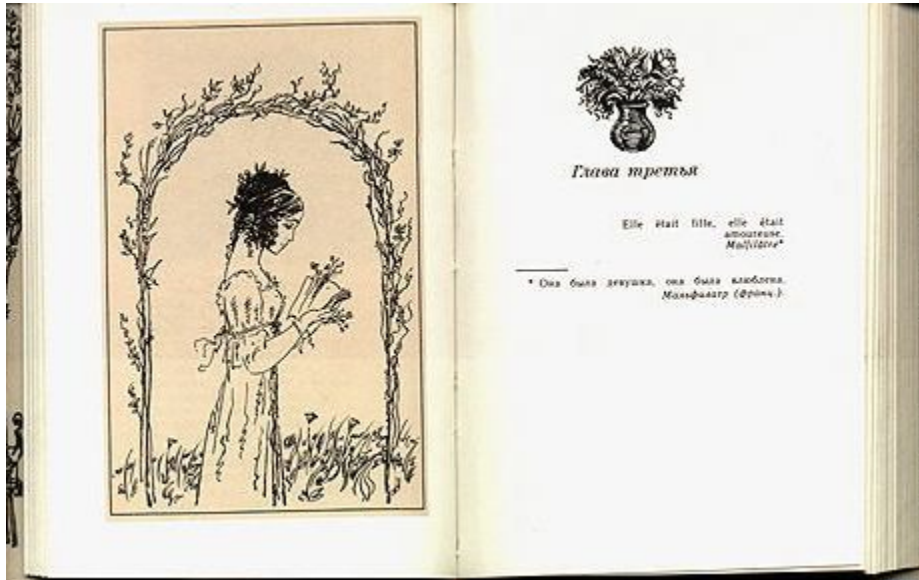 Глава третья
Elle était fille, elle était
amoureuse.
Malfilâtre*
* Она была девушка, она была влюблена.
Мальфилатр (франц.).